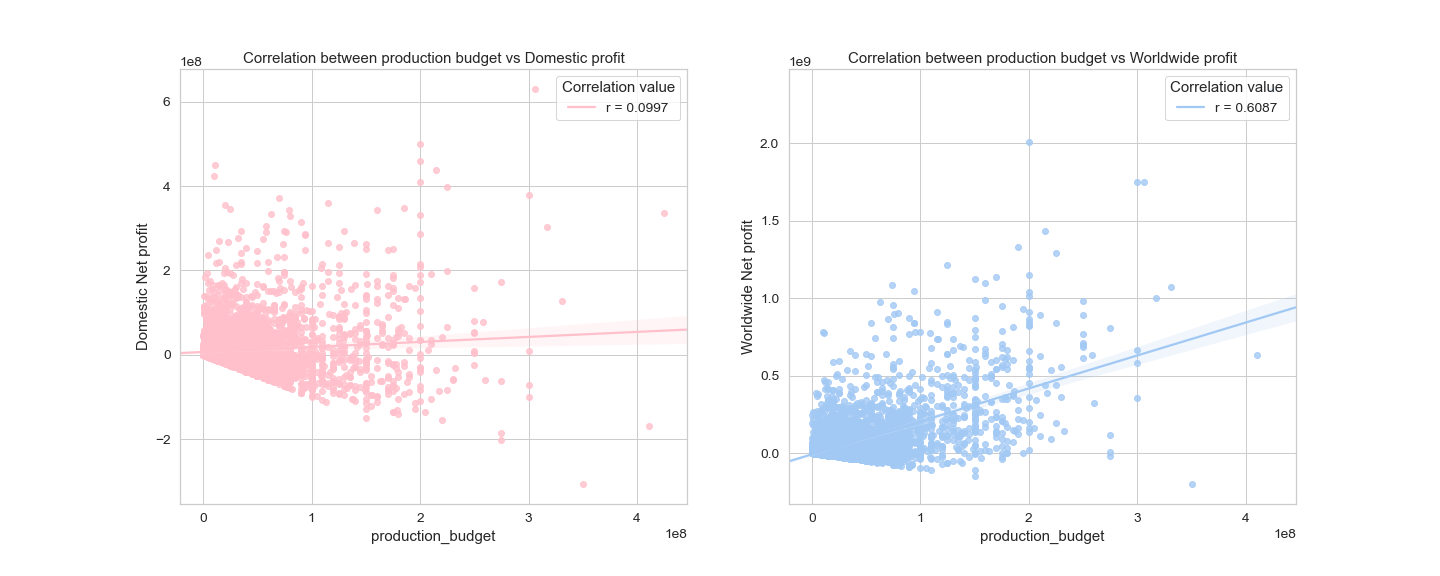 Correlation between production budget vs Domestic profit
1e8
Correlation value
r = 0.0997
6
4
2
0
−2
Domestic Net profit
0
1
2
3
4
1e8
production_budget
Correlation between production budget vs Worldwide profit
1e9
Correlation value
r = 0.6087
2.0
1.5
1.0
0.5
0.0
Worldwide Net profit
0
1
2
3
4
1e8
production_budget